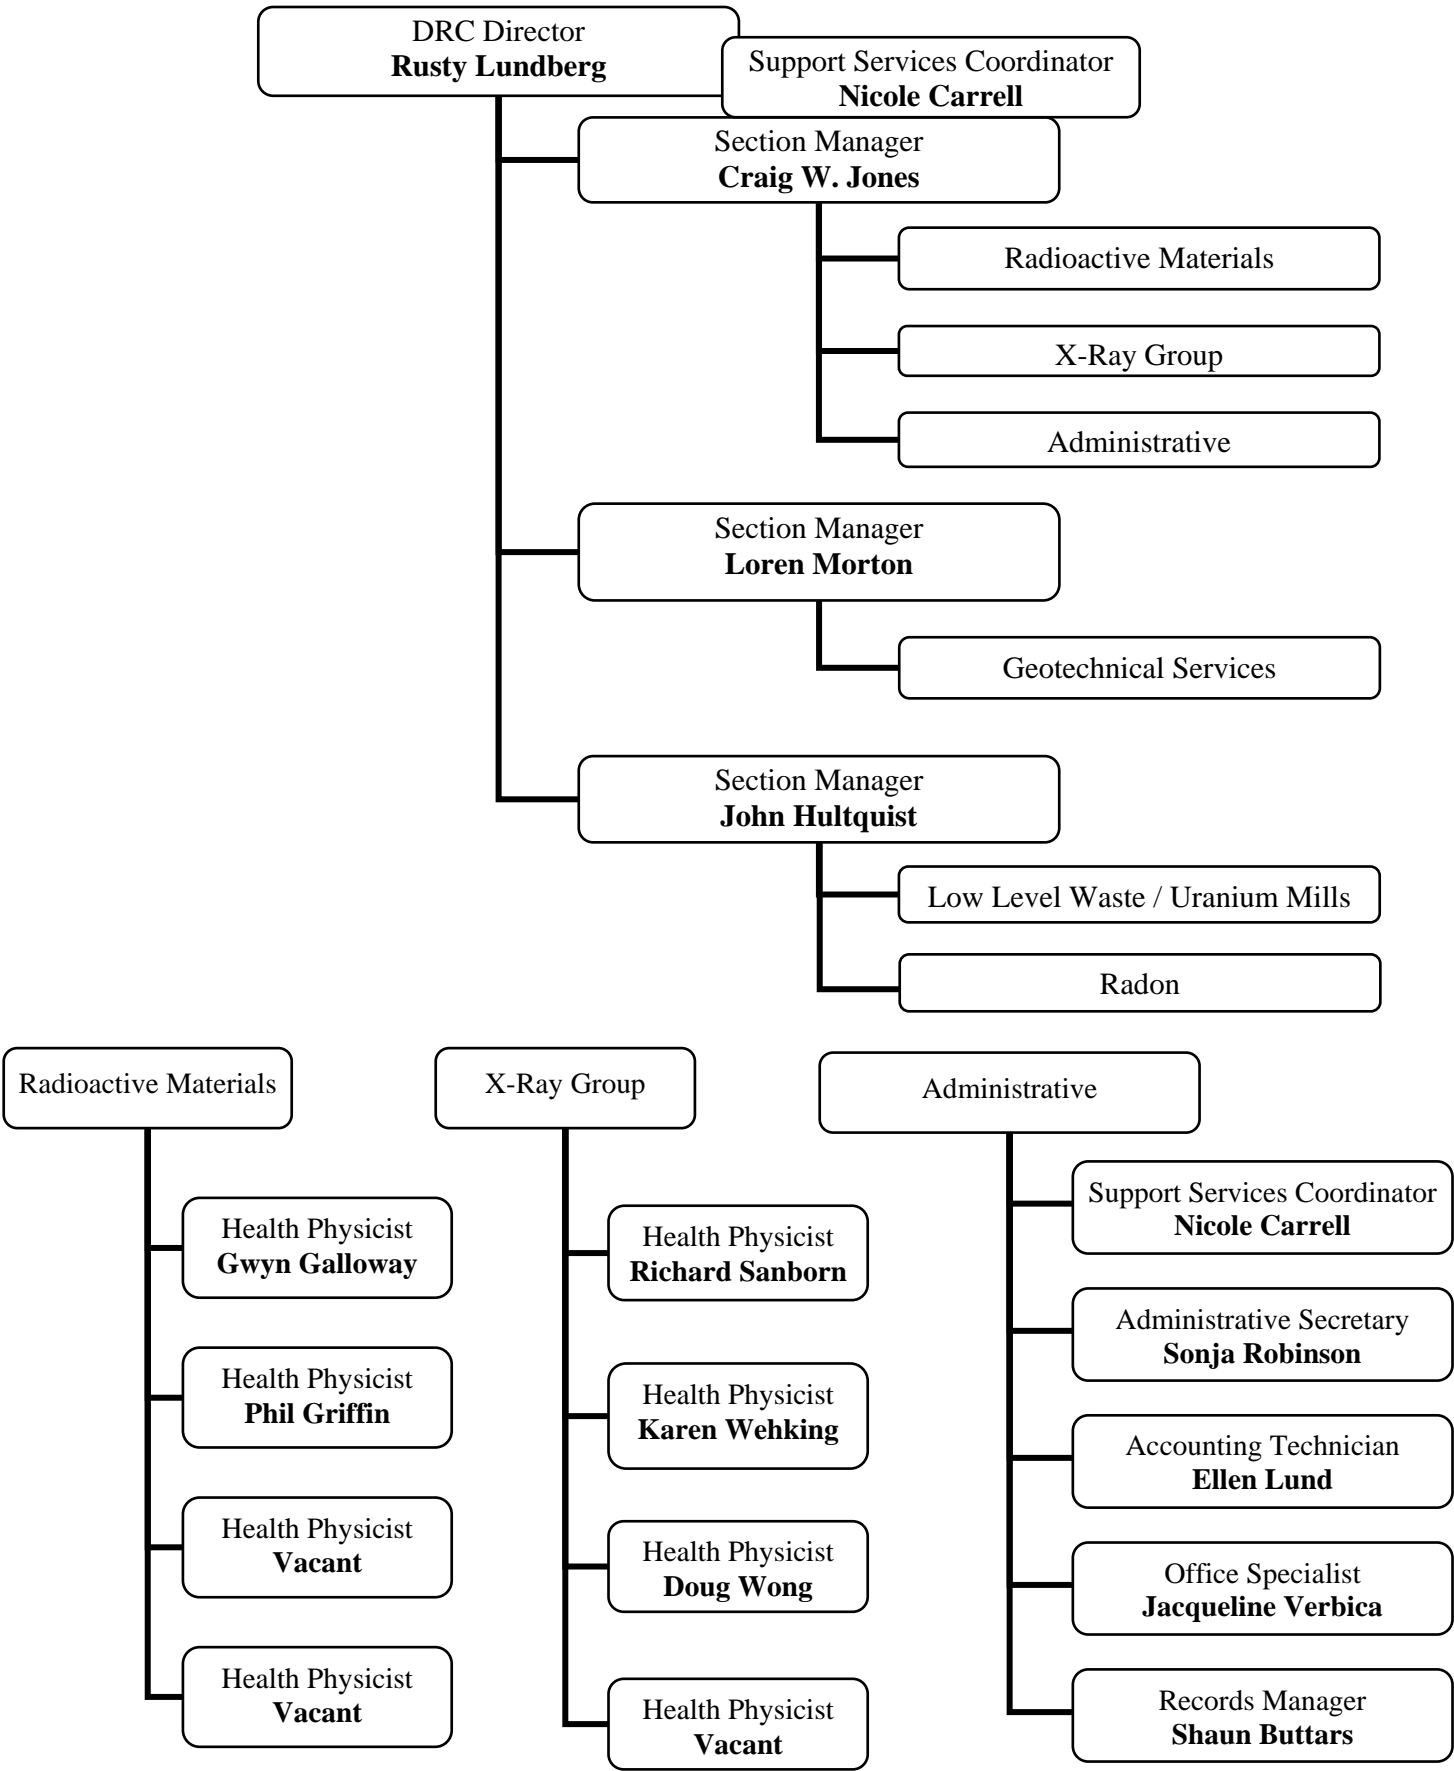 DRC Director
Rusty Lundberg
Support Services Coordinator
Nicole Carrell
Section Manager
Craig W. Jones
Radioactive Materials
X-Ray Group
Administrative
Section Manager
Loren Morton
Geotechnical Services
Section Manager
John Hultquist
Low Level Waste / Uranium Mills
Radon
Radioactive Materials
Health Physicist
Gwyn Galloway
Health Physicist
Phil Griffin
Health Physicist
Vacant
Health Physicist
Vacant
X-Ray Group
Health Physicist
Richard Sanborn
Health Physicist
Karen Wehking
Health Physicist
Doug Wong
Health Physicist
Vacant
Administrative
Support Services Coordinator
Nicole Carrell
Administrative Secretary
Sonja Robinson
Accounting Technician
Ellen Lund
Office Specialist
Jacqueline Verbica
Records Manager
Shaun Buttars